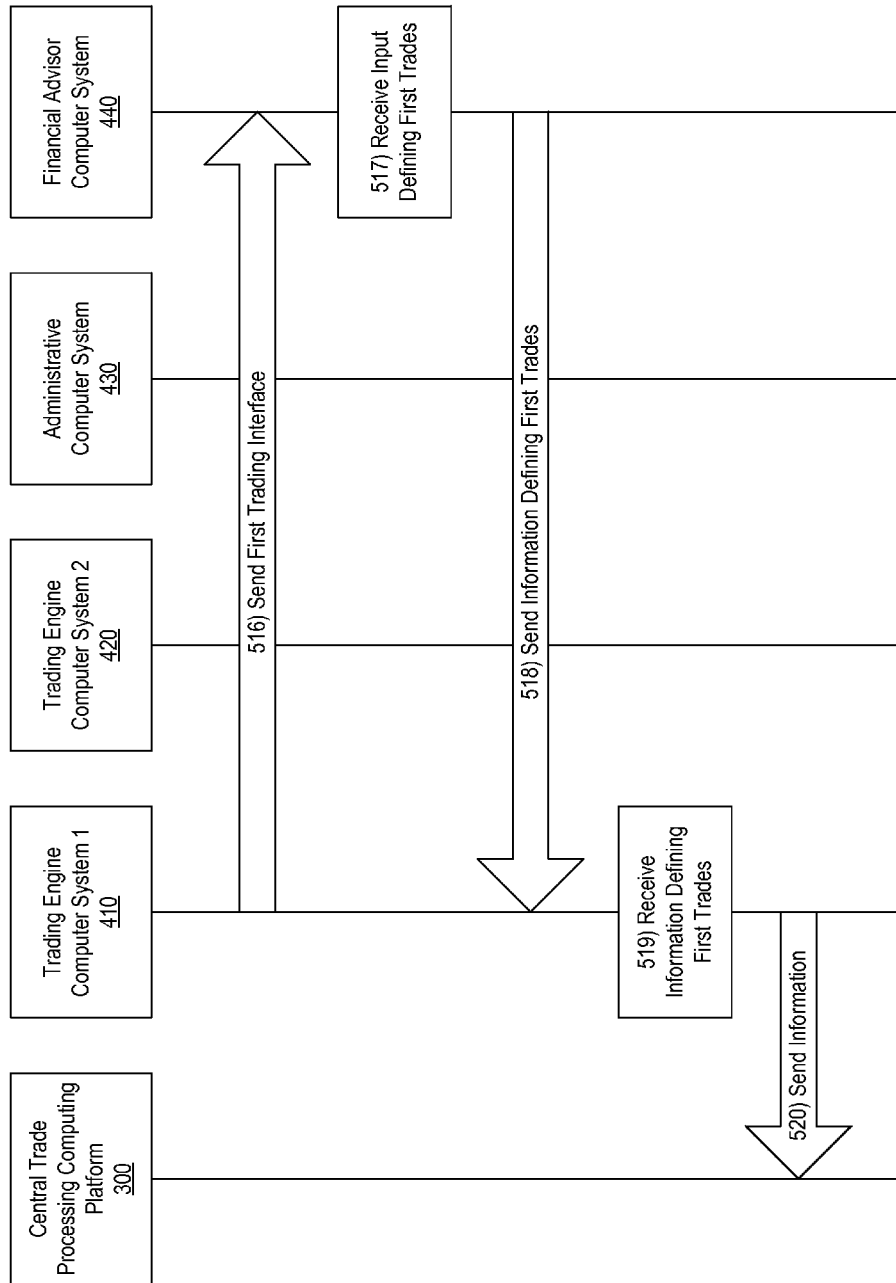 Central Trade
Processing Computing
Platform
300
Trading Engine
Computer System 1
410
Trading Engine
Computer System 2
420
Administrative
Computer System
430
Financial Advisor
Computer System
440
516) Send First Trading Interface
517) Receive Input
Defining First Trades
518) Send Information Defining First Trades
519) Receive
Information Defining
First Trades
520) Send Information